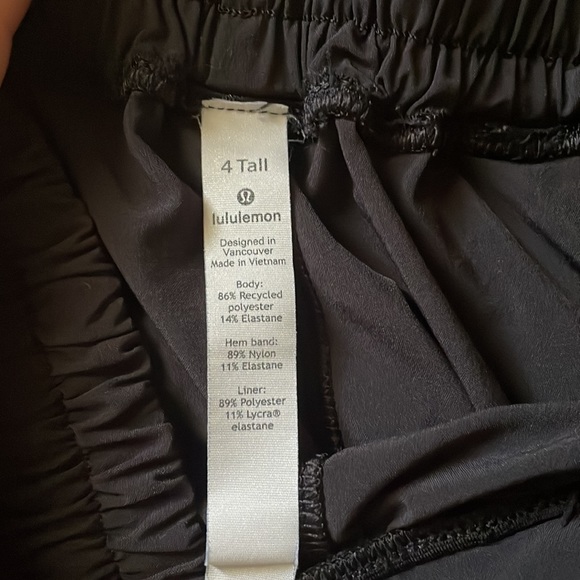 4 Tall
lululemon
Designed in
Vancouver
Made in Vietnam
Body:
86% Recycled
polyester
14% Elastane
Hem band:
89% Nylon
11% Elastane
Liner:
89% Polyester
11% Lycra®
elastane